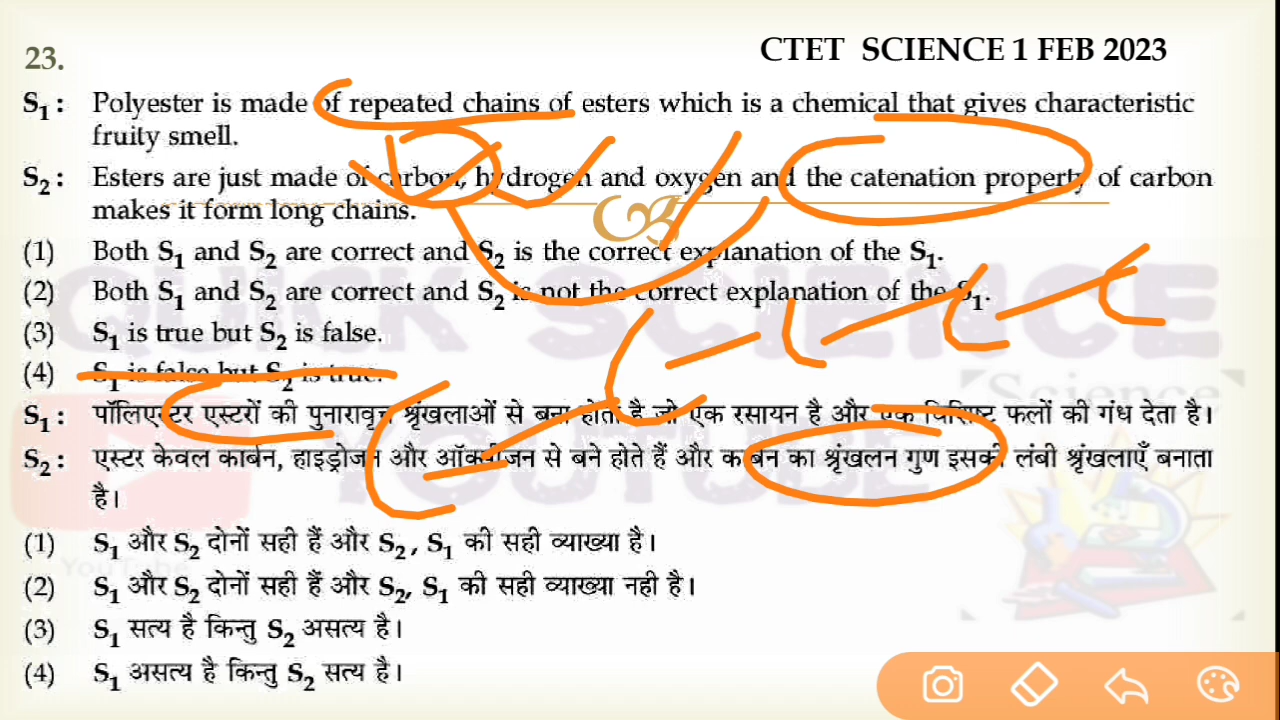 CTET SCIENCE 1 FEB 2023
23.
S1 : Polyester is made of repeated chains of esters which is a chemical that gives characteristic
fruity smell.
S2 : Esters are just made of carbon, hydrogen and oxygen and the catenation property of carbon
makes it form long chains.
(1) Both S1 and S2 are correct and S2 is the correct explanation of the S1.
(2) Both S1 and S2 are correct and S2 is not the correct explanation of the S1.
(3) S1 is true but S2 is false.
(4) S1 is false but S2 is true.
S1 : पॉलिएस्टर एस्टरों की पुनारावृत्त श्रृंखलाओं से बना होता है जो एक रसायन है और एक विशिष्ट फलों की गंध देता है।
S2 : एस्टर केवल कार्बन, हाइड्रोजन और ऑक्सीजन से बने होते हैं और कार्बन का श्रृंखलन गुण इसकी लंबी श्रृंखलाएँ बनाता
है।
(1) S1 और S2 दोनों सही हैं और S2 , S1 की सही व्याख्या है।
(2) S1 और S2 दोनों सही हैं और S2, S1 की सही व्याख्या नही है।
(3) S1 सत्य है किन्तु S2 असत्य है।
(4) S1 असत्य है किन्तु S2 सत्य है।
QUICK SCIENCE
Science
YOUTUBE
YouTube